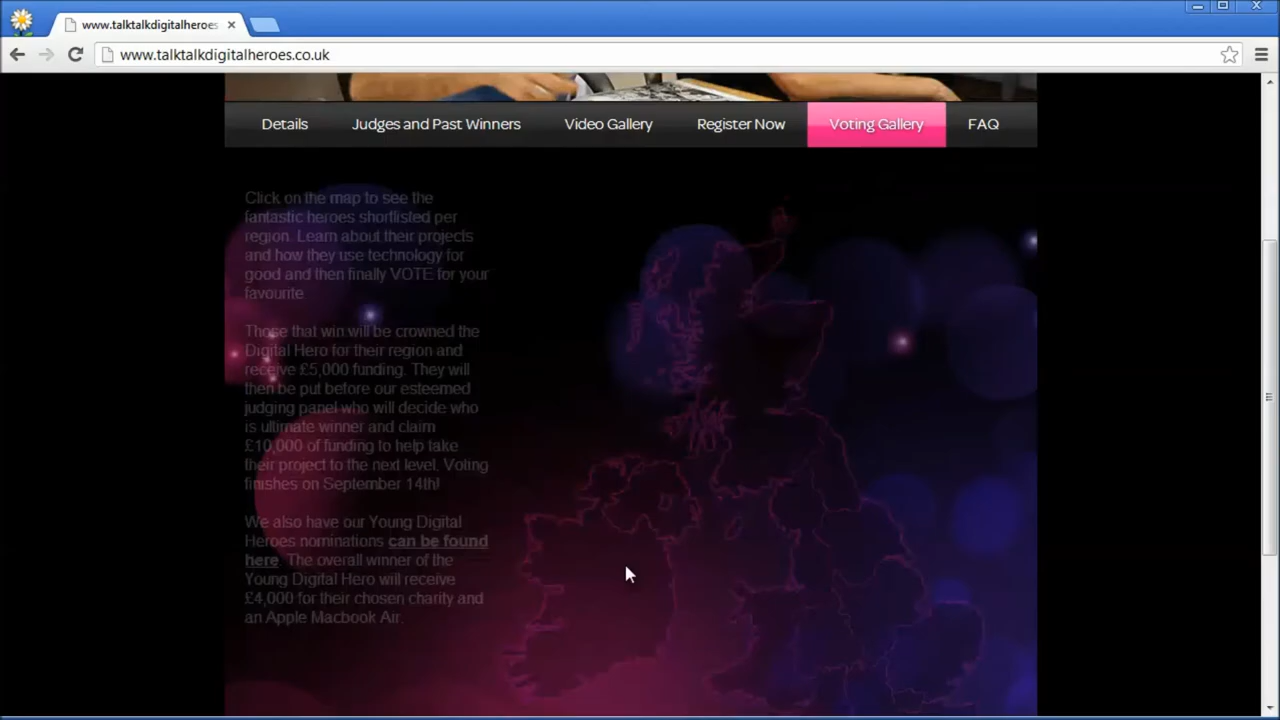 www.talktalkdigitalheroes
www.talktalkdigitalheroes.co.uk
Details Judges and Past Winners Video Gallery Register Now Voting Gallery FAQ
Click on the map to see the
fantastic heroes shortlisted per
region. Learn about their projects
and how they use technology for
good and then finally VOTE for your
favourite.
Those that win will be crowned the
Digital Hero for their region and
receive £5,000 funding. They will
then be put before our esteemed
judging panel who will decide who
is ultimate winner and claim
£10,000 of funding to help take
their project to the next level. Voting
finishes on September 14th!
We also have our Young Digital
Heroes nominations can be found
here. The overall winner of the
Young Digital Hero will receive
£4,000 for their chosen charity and
an Apple Macbook Air.